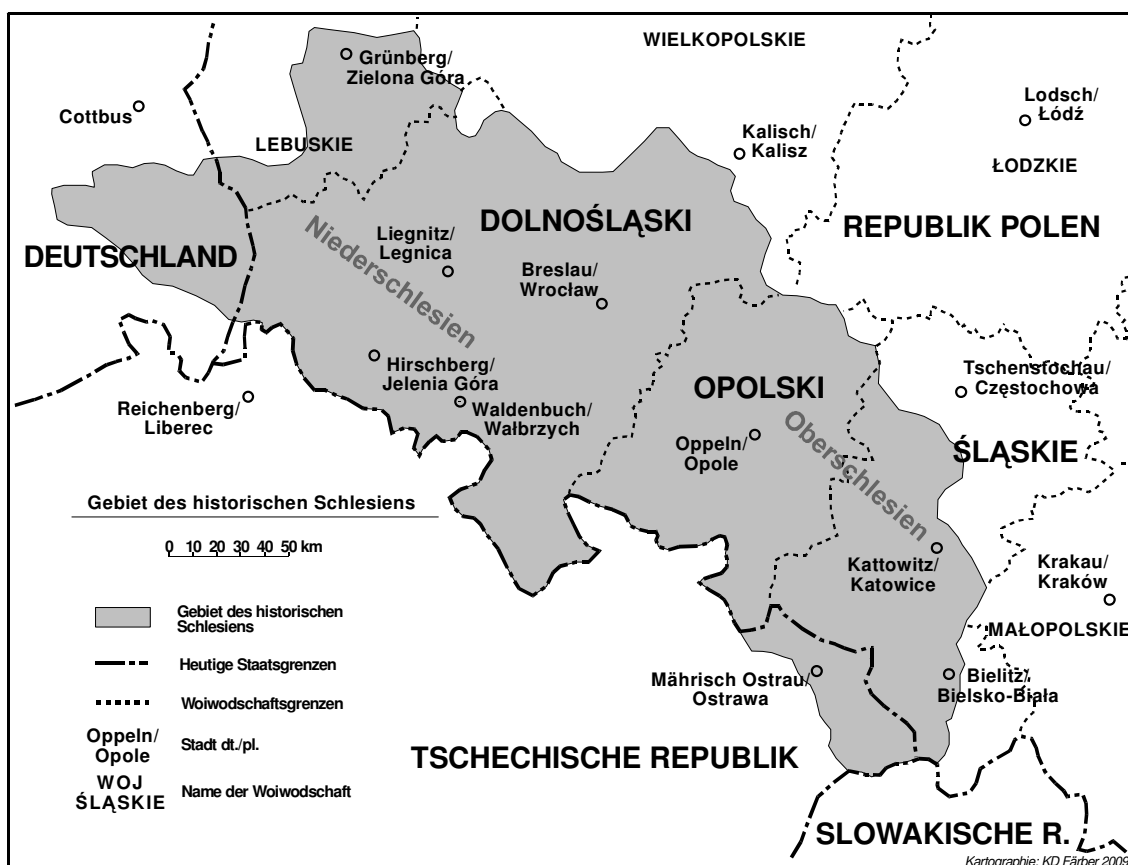 WIELKOPOLSKIE
Grünberg/
Zielona Góra
Cottbus
LEBUSKIE
Kalisch/
Kalisz
Lodsch/
Łódź
ŁODZKIE
DEUTSCHLAND
Niederschlesien
Liegnitz/
Legnica
DOLNOŚLĄSKI
Breslau/
Wrocław
REPUBLIK POLEN
Hirschberg/
Jelenia Góra
Reichenberg/
Liberec
Waldenbuch/
Wałbrzych
OPOLSKI
Oppeln/
Opole
Oberschlesien
Tschenstochau/
Częstochowa
ŚLĄSKIE
Kattowitz/
Katowice
Krakau/
Kraków
MAŁOPOLSKIE
Mährisch Ostrau/
Ostrawa
Bielitz/
Bielsko-Biała
TSCHECHISCHE REPUBLIK
SLOWAKISCHE R.
Gebiet des historischen Schlesiens
0 10 20 30 40 50 km
Gebiet des historischen
Schlesiens
Heutige Staatsgrenzen
Woiwodschaftsgrenzen
Oppeln/
Opole
Stadt dt./pl.
WOJ
ŚLĄSKIE
Name der Woiwodschaft
Kartographie: KD Färber 2009